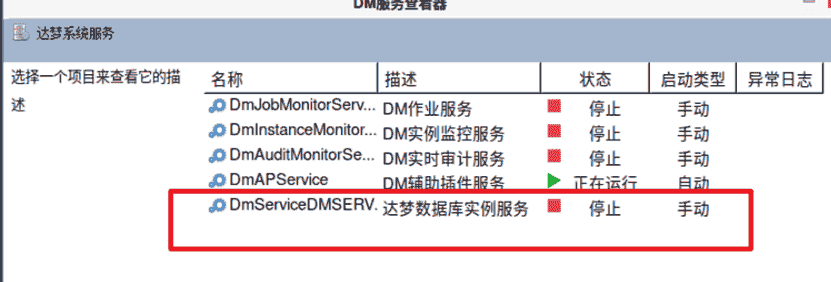 DM服务查看器
达梦系统服务
选择一个项目来查看它的描
述
名称 描述 状态 启动类型 异常日志
DmJobMonitorServ... DM作业服务 停止 手动
DmInstanceMonitor... DM实例监控服务 停止 手动
DmAuditMonitorSe... DM实时审计服务 停止 手动
DmAPService DM辅助插件服务 正在运行 自动
DmServiceDMSERV. 达梦数据库实例服务 停止 手动